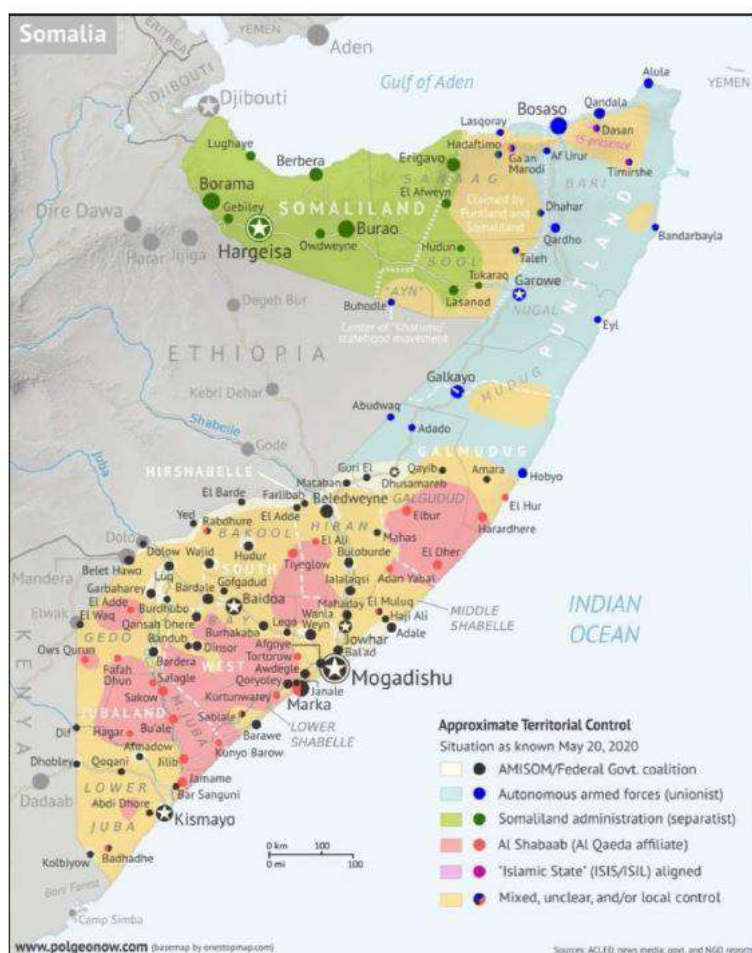 Somalia
YEMEN
Aden
ERITREA
DJIBOUTI
Djibouti
Gulf of Aden
YEMEN
Alula
Bosaso
Qandala
Lasqoray
Dasan
IS presence
Hadaftimo
Ga'an
Marodi
Af Urur
Timirshe
Lughaye
Berbera
Erigavo
SANAAG
BARI
El Afweyn
Borama
Gebiley
SOMALILAND
Claimed by
Puntland and
Somaliland
Dhahar
Bandarbayla
Hargeisa
Owdweyne
Burao
Hudun
Qardho
Dire Dawa
Harar
Jijiga
SOOL
Taleh
Tukaraq
PUNTLAND
Garowe
"AYN"
Lasanod
NUGAL
Degeh Bur
Buhodle
Center of "Khatumo"
statehood movement
Eyl
ETHIOPIA
Galkayo
MUDUG
Kebri Dehar
Abudwaq
Shabelle
Adado
Gode
Juba
GALMUDUG
HIRSHABELLE
Guri El
Qayib
Amara
Hobyo
Mataban
Dhusamareb
El Barde
Farlibah
Beledweyne
GALGUDUD
El Hur
Yed
Rabdhure
El Adde
HIRAN
Elbur
Harardhere
BAKOOL
El Ali
Mahas
Dolow
Wajid
Hudur
Buloburde
El Dher
Mandera
Belet Hawo
Luq
SOUTH
Tiyeglow
Garbaharey
Bardale
Gofgadud
Jalalaqsi
Adan Yabal
El Adde
Burdhubo
Baidoa
Mahaday
Elwak
El Waq
Qansah Dhere
BAY
Wanla
Weyn
El Muluq
MIDDLE
SHABELLE
GEDO
Bandub
Burhakaba
Lego
Haji Ali
Adale
Dinsor
Jowhar
Ows Qurun
Bardera
Afgoye
Bal'ad
INDIAN
OCEAN
Fafah
Dhun
WEST
Tortorow
Salagle
Awdegle
Mogadishu
KENYA
Sakow
Qoryoley
Janale
Kurtunwarey
Marka
JUBALAND
M. JUBA
Sablale
LOWER
SHABELLE
Dif
Hagar
Bu'ale
Barawe
Kunyo Barow
Afmadow
Dhobley
Qoqani
Jilib
Jamame
Dadaab
LOWER
JUBA
Abdi Dhore
Bar Sanguni
Kismayo
Kolbiyow
Badhadhe
Boni Forest
Camp Simba
0 km
100
0 mi
100
Approximate Territorial Control
Situation as known May 20, 2020
AMISOM/Federal Govt. coalition
Autonomous armed forces (unionist)
Somaliland administration (separatist)
Al Shabaab (Al Qaeda affiliate)
"Islamic State" (ISIS/ISIL) aligned
Mixed, unclear, and/or local control
www.polgeonow.com (basemap by onestopmap.com)
Sources: ACLED, news media, govt. and NGO reports